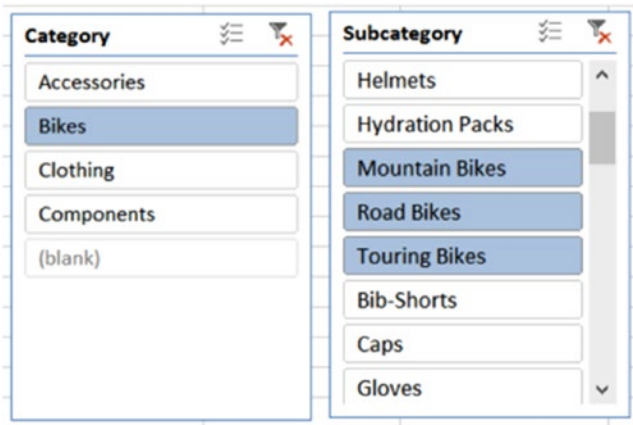 Category
Accessories
Bikes
Clothing
Components
(blank)
Subcategory
Helmets
Hydration Packs
Mountain Bikes
Road Bikes
Touring Bikes
Bib-Shorts
Caps
Gloves